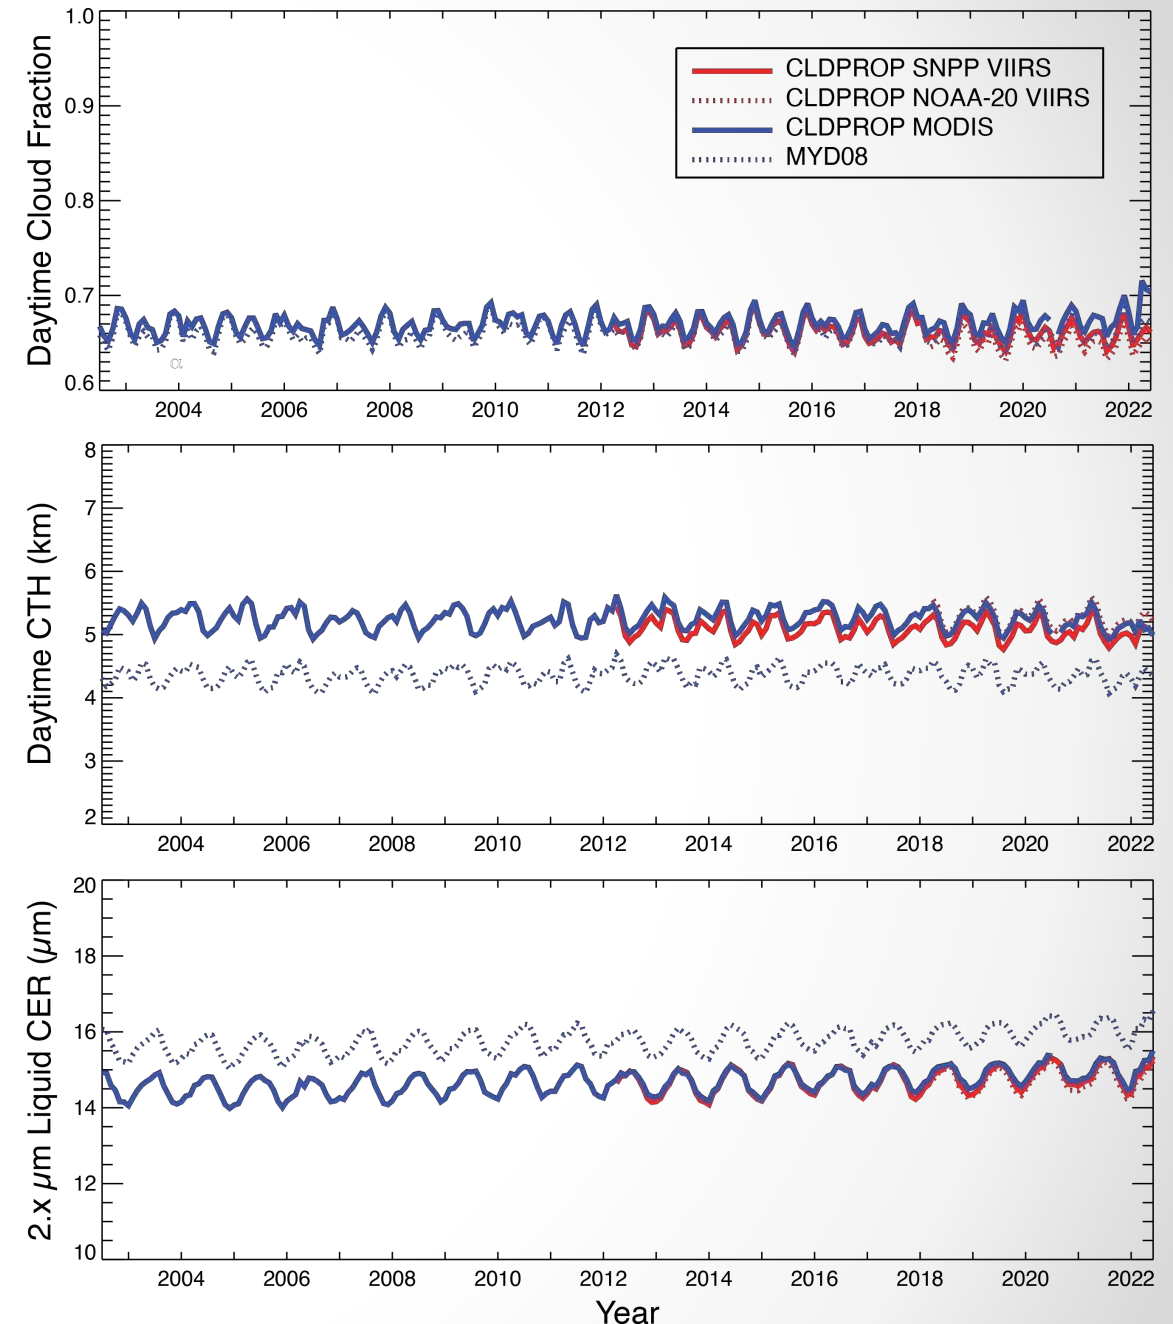 1.0
0.9
0.8
0.7
0.6
Daytime Cloud Fraction
CLDPROP SNPP VIIRS
CLDPROP NOAA-20 VIIRS
CLDPROP MODIS
MYD08
α
2004 2006 2008 2010 2012 2014 2016 2018 2020 2022
8
7
6
5
4
3
2
Daytime CTH (km)
2004 2006 2008 2010 2012 2014 2016 2018 2020 2022
20
18
16
14
12
10
2.x μm Liquid CER (μm)
2004 2006 2008 2010 2012 2014 2016 2018 2020 2022
Year